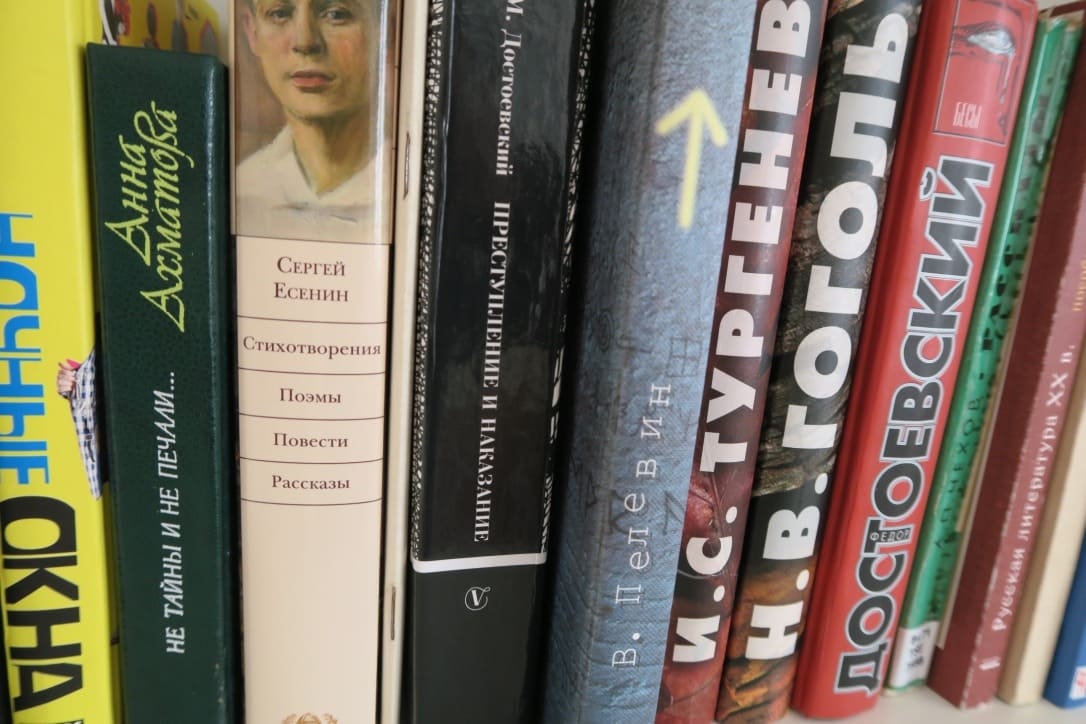 ОКНА
Анна
Ахматова
НЕ ТАЙНЫ И НЕ ПЕЧАЛИ...
СЕРГЕЙ
ЕСЕНИН
СТИХОТВОРЕНИЯ
ПОЭМЫ
ПОВЕСТИ
РАССКАЗЫ
М. Достоевский ПРЕСТУПЛЕНИЕ И НАКАЗАНИЕ
В. Пелевин
И.С. ТУРГЕНЕВ
Н.В. ГОГОЛЬ
БЕСЫ
ФЕДОР
ДОСТОЕВСКИЙ
Русская литература XX в.